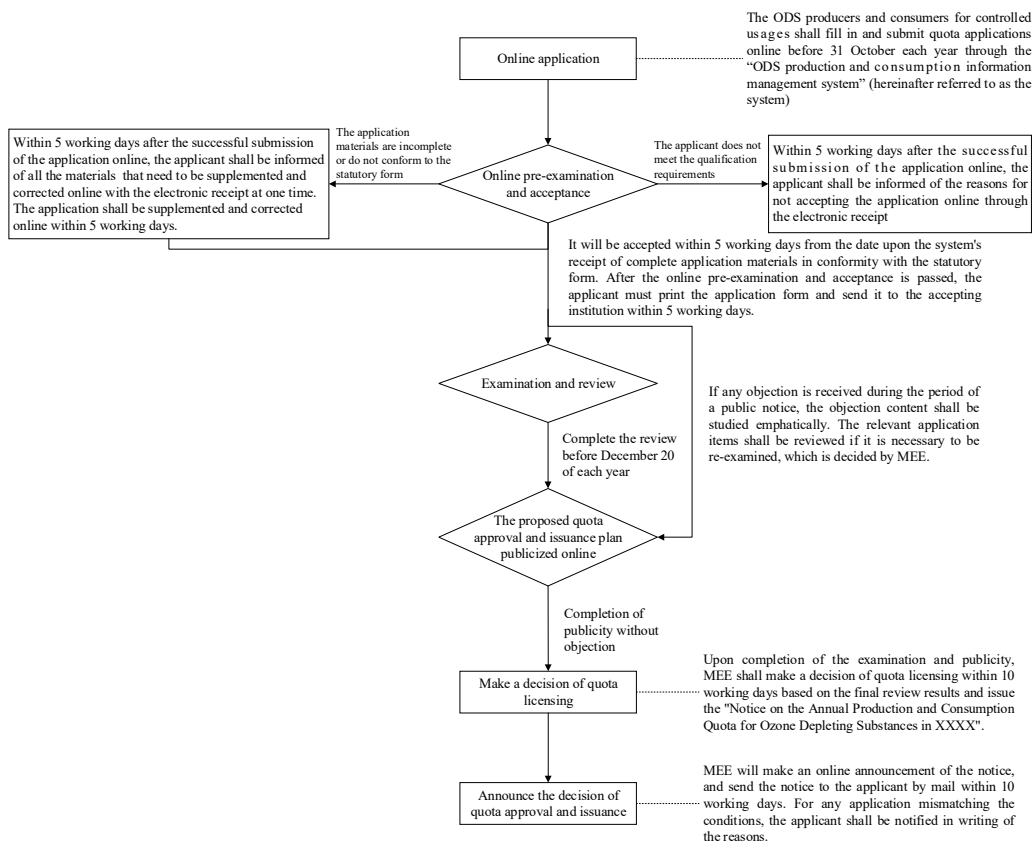 The ODS producers and consumers for controlled
usages shall fill in and submit quota applications
online before 31 October each year through the
“ODS production and consumption information
management system” (hereinafter referred to as the
system)
Online application
Within 5 working days after the successful submission
of the application online, the applicant shall be informed
of all the materials that need to be supplemented and
corrected online with the electronic receipt at one time.
The application shall be supplemented and corrected
online within 5 working days.
The application
materials are incomplete
or do not conform to the
statutory form
Online pre-examination
and acceptance
The applicant does not
meet the qualification
requirements
Within 5 working days after the successful
submission of the application online, the
applicant shall be informed of the reasons for
not accepting the application online through
the electronic receipt
It will be accepted within 5 working days from the date upon the system's
receipt of complete application materials in conformity with the statutory
form. After the online pre-examination and acceptance is passed, the
applicant must print the application form and send it to the accepting
institution within 5 working days.
Examination and review
If any objection is received during the period of
a public notice, the objection content shall be
studied emphatically. The relevant application
items shall be reviewed if it is necessary to be
re-examined, which is decided by MEE.
Complete the review
before December 20
of each year
The proposed quota
approval and issuance plan
publicized online
Completion of
publicity without
objection
Make a decision of quota
licensing
Upon completion of the examination and publicity,
MEE shall make a decision of quota licensing within 10
working days based on the final review results and issue
the "Notice on the Annual Production and Consumption
Quota for Ozone Depleting Substances in XXXX".
Announce the decision of
quota approval and issuance
MEE will make an online announcement of the notice,
and send the notice to the applicant by mail within 10
working days. For any application mismatching the
conditions, the applicant shall be notified in writing of
the reasons.